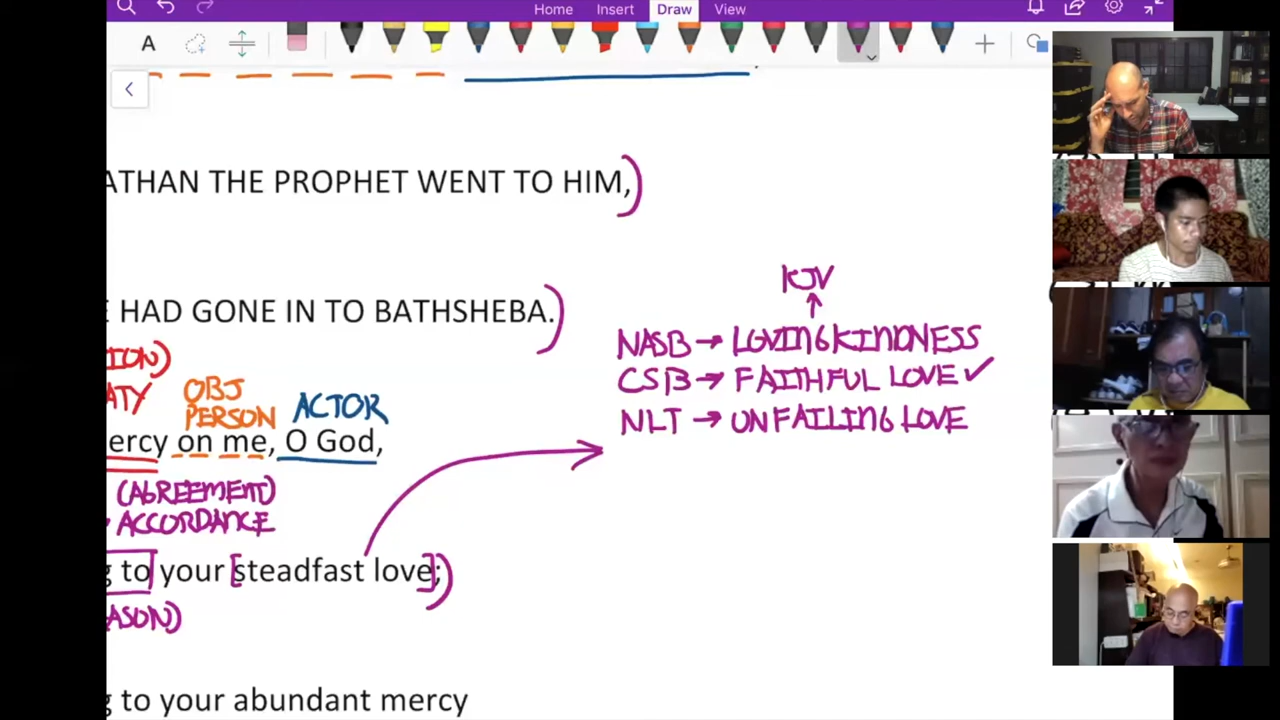 Home Insert Draw View
A
ATHAN THE PROPHET WENT TO HIM,)
KJV
↑
E HAD GONE IN TO BATHSHEBA.)
NASB → LOVINGKINDNESS
CSB → FAITHFUL LOVE ✓
NLT → UNFAILING LOVE
ION)
ATY
OBJ
PERSON
ACTOR
ercy on me, O God,
(AGREEMENT)
ACCORDANCE
g to your [steadfast love];)
ASON)
g to your abundant mercy